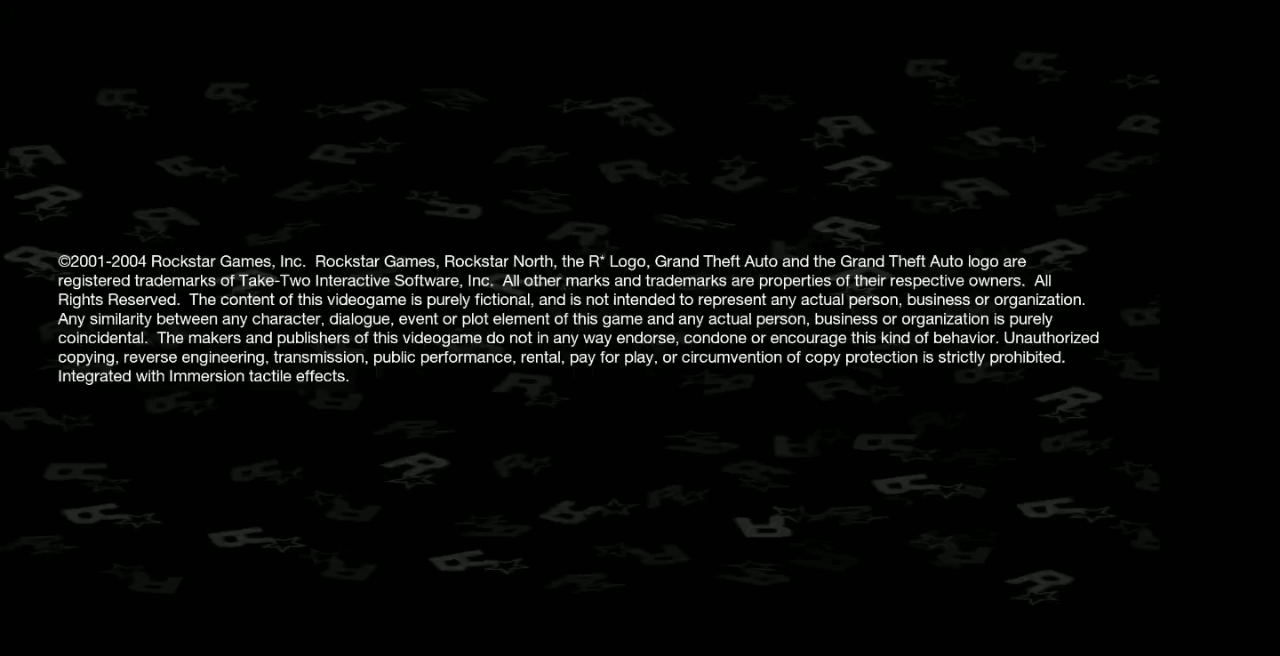 ©2001-2004 Rockstar Games, Inc.  Rockstar Games, Rockstar North, the R* Logo, Grand Theft Auto and the Grand Theft Auto logo are
registered trademarks of Take-Two Interactive Software, Inc.  All other marks and trademarks are properties of their respective owners.  All
Rights Reserved.  The content of this videogame is purely fictional, and is not intended to represent any actual person, business or organization.
Any similarity between any character, dialogue, event or plot element of this game and any actual person, business or organization is purely
coincidental.  The makers and publishers of this videogame do not in any way endorse, condone or encourage this kind of behavior. Unauthorized
copying, reverse engineering, transmission, public performance, rental, pay for play, or circumvention of copy protection is strictly prohibited.
Integrated with Immersion tactile effects.